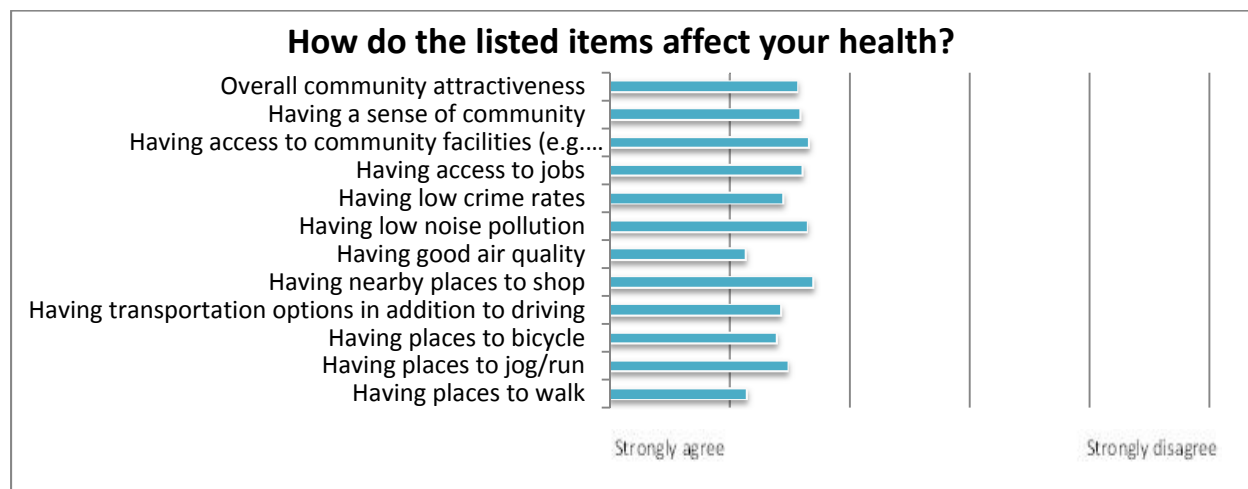 How do the listed items affect your health?
Overall community attractiveness
Having a sense of community
Having access to community facilities (e.g....
Having access to jobs
Having low crime rates
Having low noise pollution
Having good air quality
Having nearby places to shop
Having transportation options in addition to driving
Having places to bicycle
Having places to jog/run
Having places to walk
Strongly agree Strongly disagree